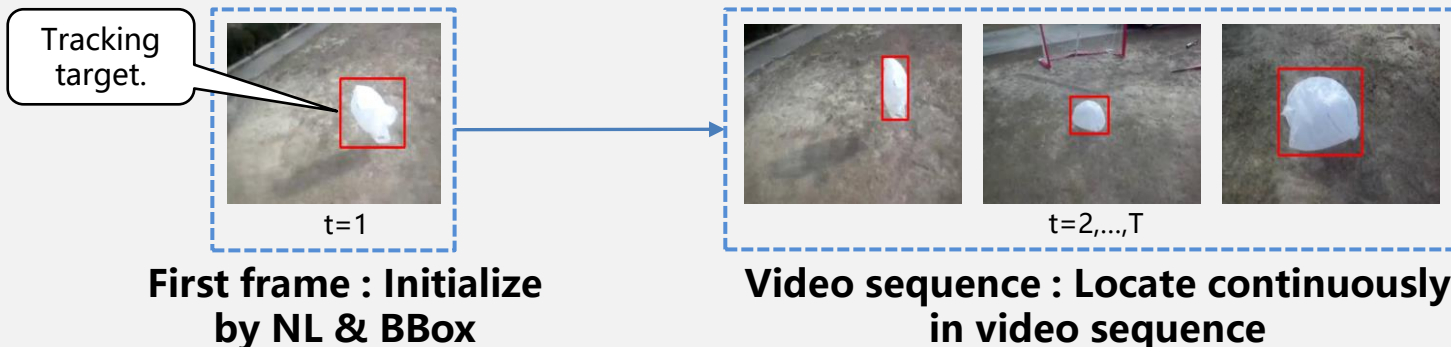 Tracking
target.
t=1
t=2,...,T
First frame : Initialize
by NL & BBox
Video sequence : Locate continuously
in video sequence